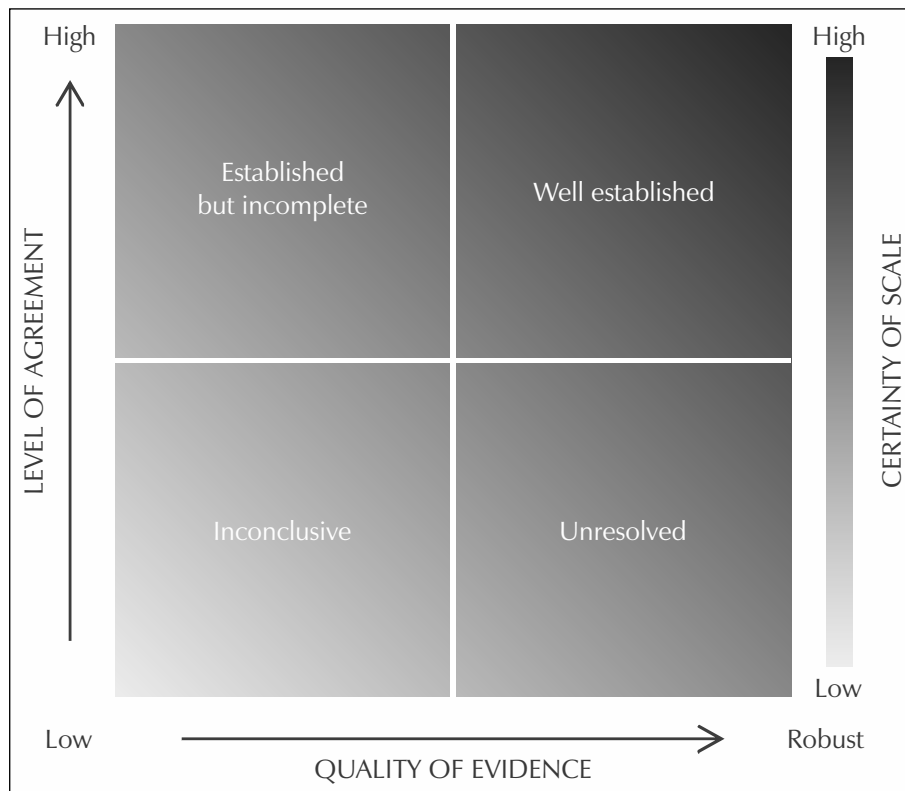 High
High
LEVEL OF AGREEMENT
Established
but incomplete
Well established
CERTAINTY OF SCALE
Inconclusive
Unresolved
Low
Low
Robust
QUALITY OF EVIDENCE